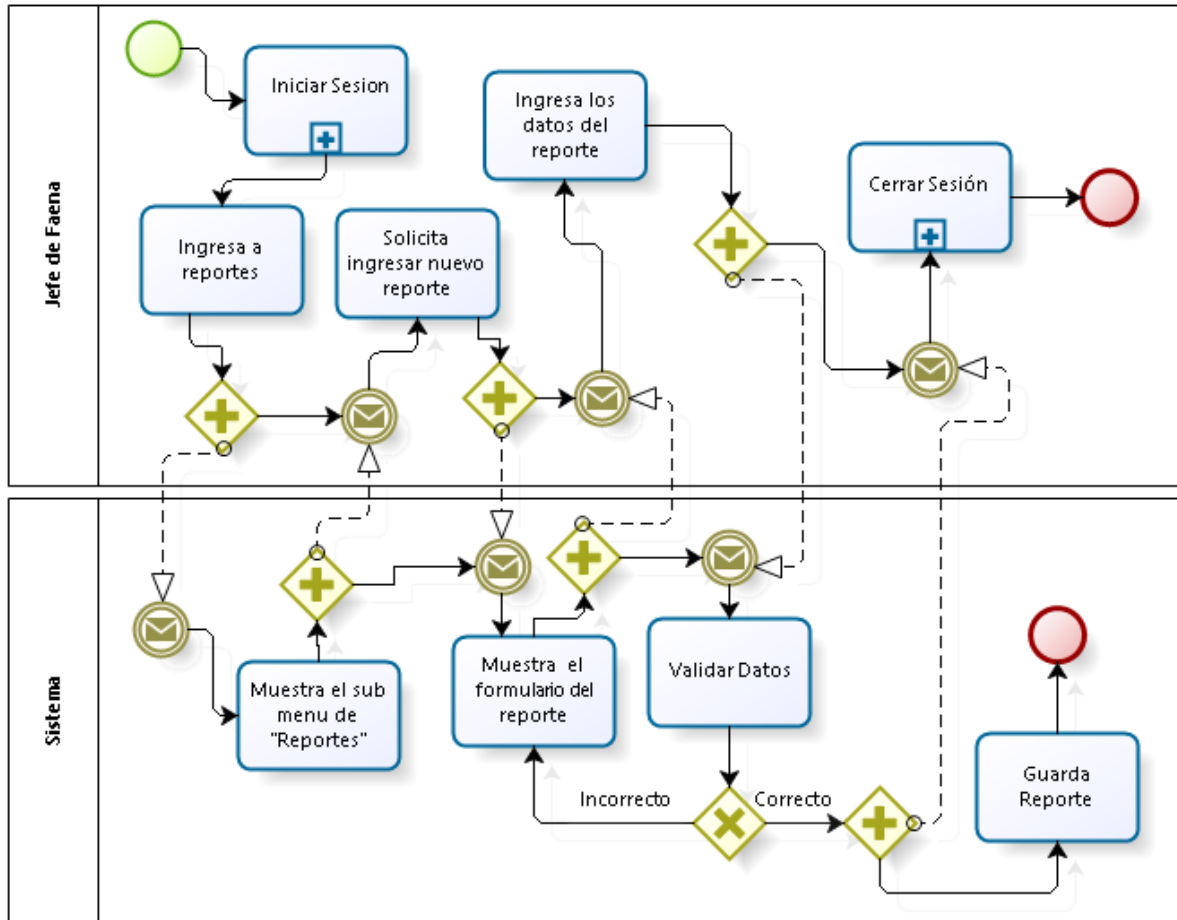 Jefe de Faena
Iniciar Sesion
Ingresa a
reportes
Solicita
ingresar nuevo
reporte
Ingresa los
datos del
reporte
Cerrar Sesión
Sistema
Muestra el sub
menu de
"Reportes"
Muestra el
formulario del
reporte
Validar Datos
Incorrecto
Correcto
Guarda
Reporte